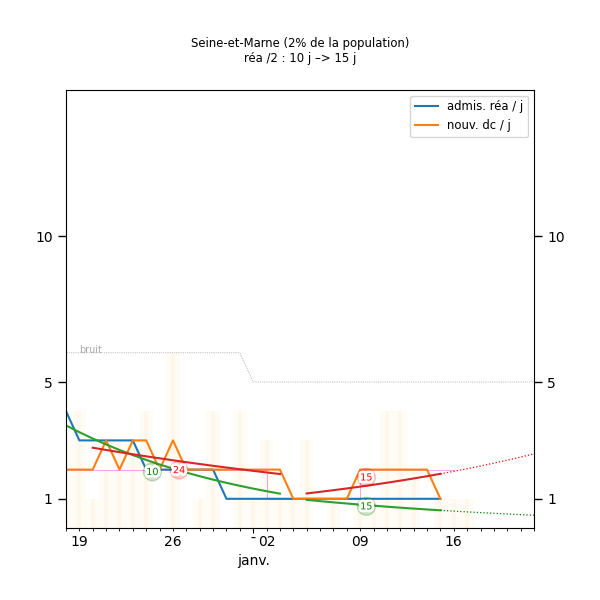 Seine-et-Marne (2% de la population)
réa /2 : 10 j −> 15 j
admis. réa / j
nouv. dc / j
10
10
bruit
5
5
10
24
15
15
1
1
19
26
02
09
16
janv.